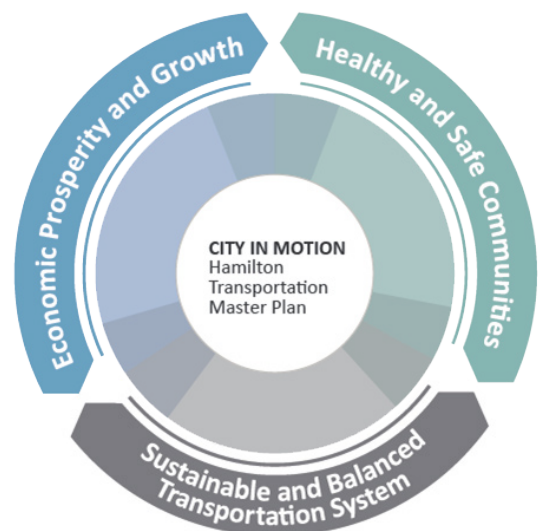 Economic Prosperity and Growth
Healthy and Safe Communities
CITY IN MOTION
Hamilton
Transportation
Master Plan
Sustainable and Balanced
Transportation System